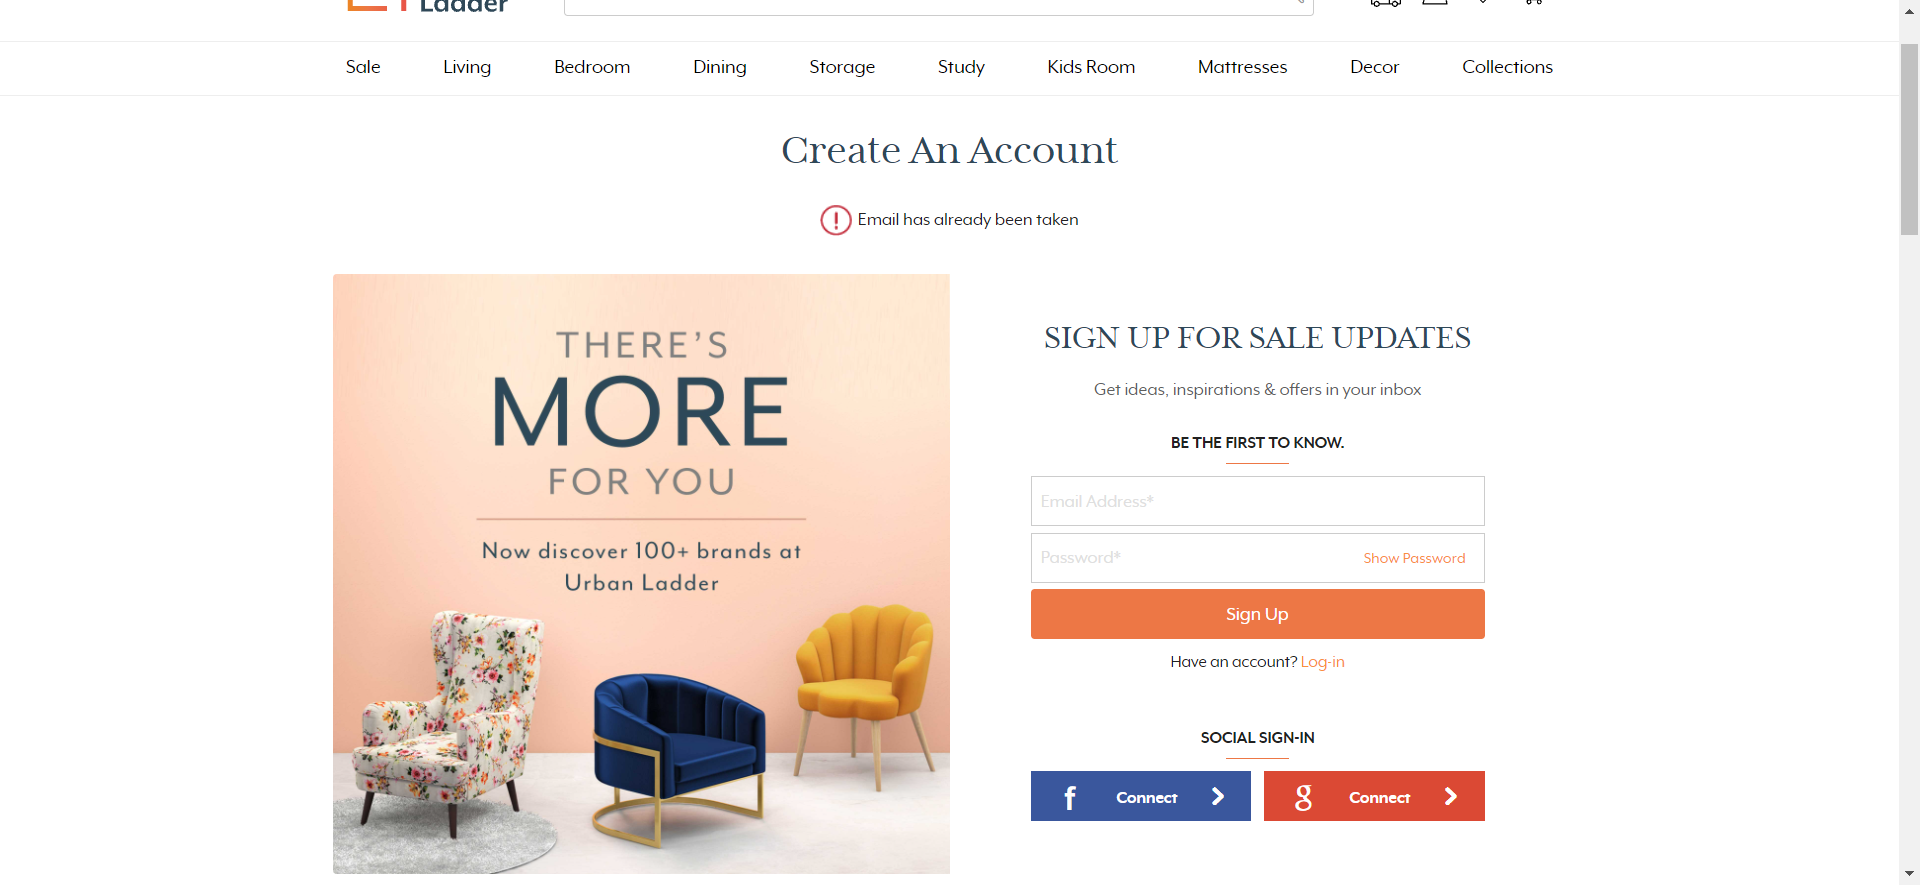 Ladder
Sale Living Bedroom Dining Storage Study Kids Room Mattresses Decor Collections
Create An Account
Email has already been taken
THERE'S
MORE
FOR YOU
Now discover 100+ brands at
Urban Ladder
SIGN UP FOR SALE UPDATES
Get ideas, inspirations & offers in your inbox
BE THE FIRST TO KNOW.
Email Address*
Password* Show Password
Sign Up
Have an account? Log-in
SOCIAL SIGN-IN
f Connect g Connect